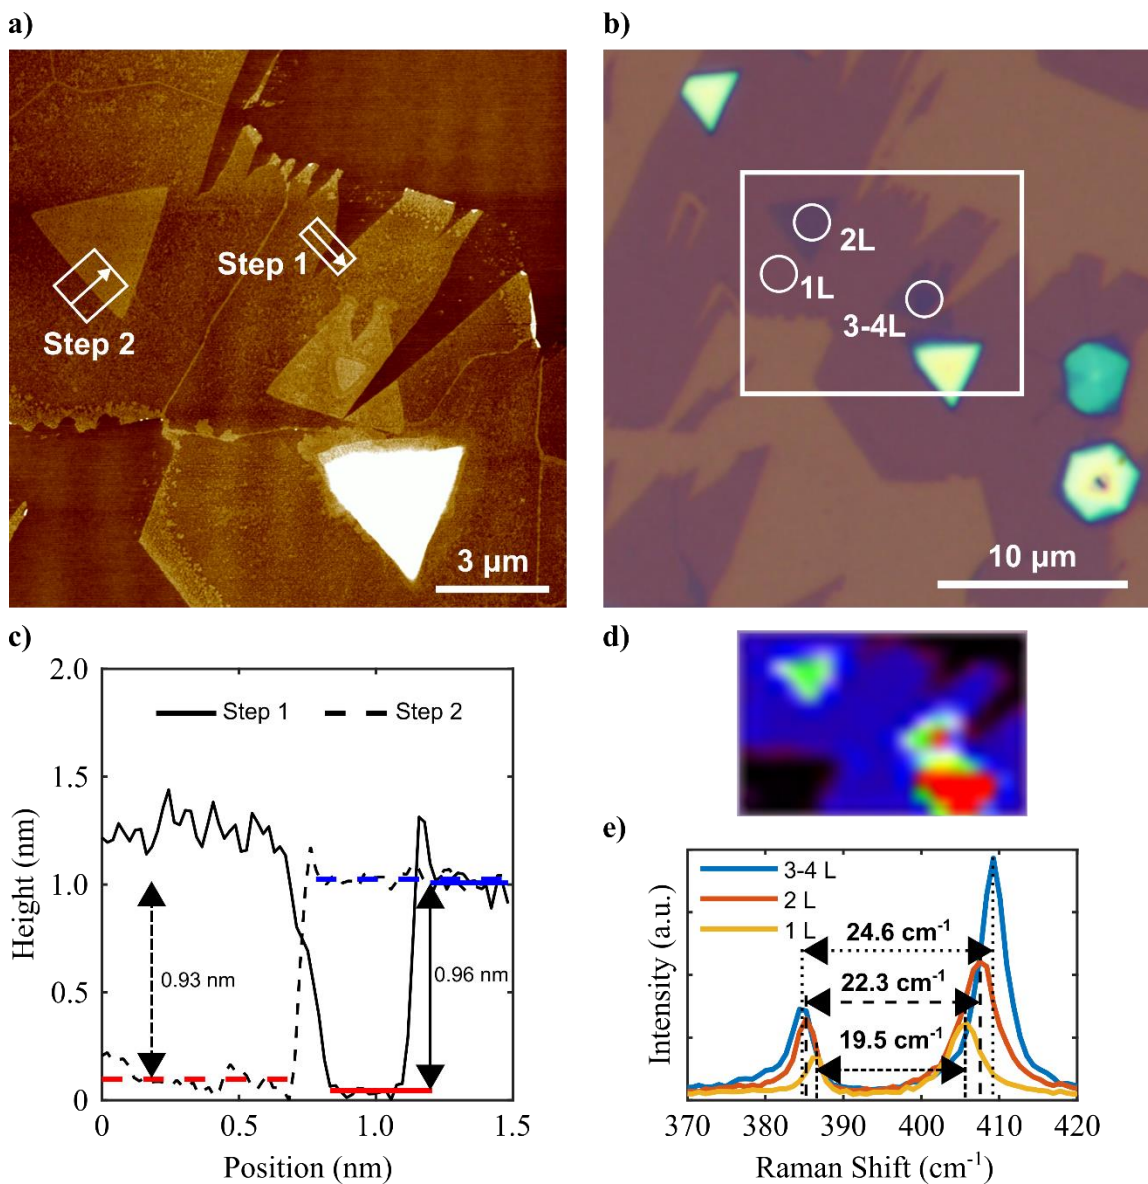 a)
Step 1
Step 2
3 µm
b)
2L
1L
3-4L
10 µm
c)
2.0
1.5
1.0
0.5
0
Height (nm)
Step 1
Step 2
0.93 nm
0.96 nm
0
0.5
1.0
1.5
Position (nm)
d)
e)
3-4 L
2 L
1 L
24.6 cm⁻¹
22.3 cm⁻¹
19.5 cm⁻¹
Intensity (a.u.)
370
380
390
400
410
420
Raman Shift (cm⁻¹)